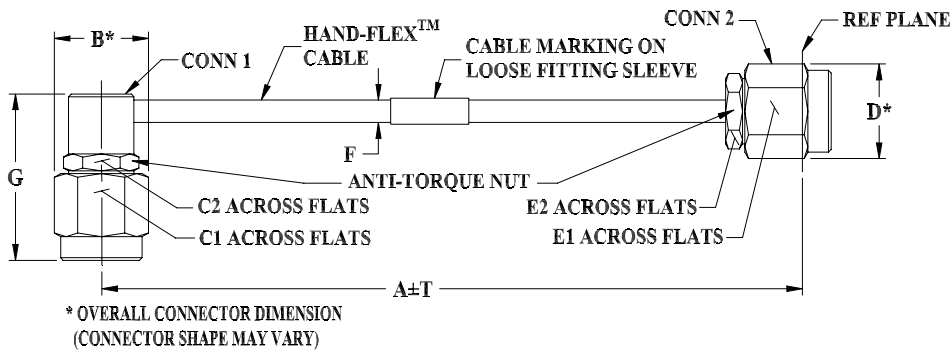 B*
CONN 1
HAND-FLEX™
CABLE
CABLE MARKING ON
LOOSE FITTING SLEEVE
CONN 2
REF PLANE
D*
F
G
ANTI-TORQUE NUT
C2 ACROSS FLATS
C1 ACROSS FLATS
E2 ACROSS FLATS
E1 ACROSS FLATS
A±T
* OVERALL CONNECTOR DIMENSION
(CONNECTOR SHAPE MAY VARY)